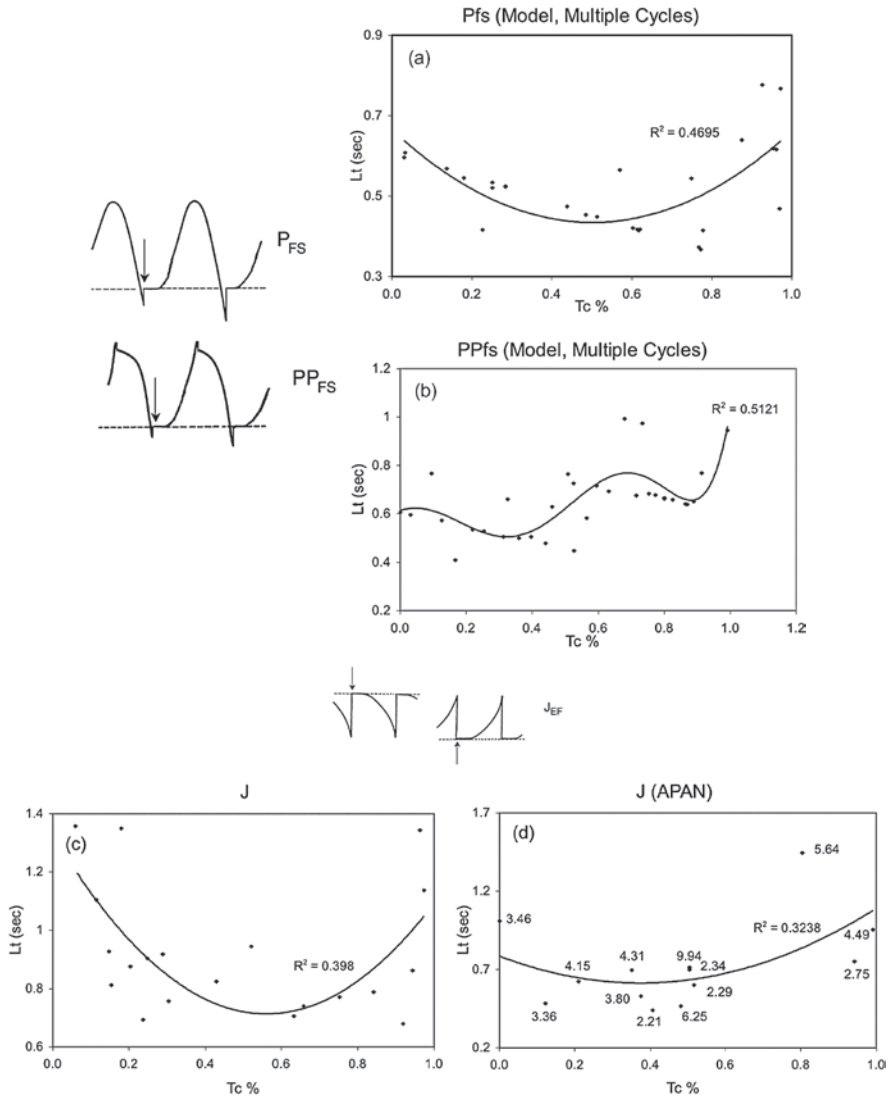 Pfs (Model, Multiple Cycles)
0.9
(a)
0.7
R² = 0.4695
Lt (sec)
0.5
0.3
0.0 0.2 0.4 0.6 0.8 1.0
Tc %
P_FS
PP_FS
PPfs (Model, Multiple Cycles)
1.2
(b)
R² = 0.5121
1
0.8
Lt (sec)
0.6
0.4
0.2
0.0 0.2 0.4 0.6 0.8 1.0 1.2
Tc %
J_EF
J
1.4
(c)
1.2
Lt (sec)
1
R² = 0.398
0.8
0.6
0.0 0.2 0.4 0.6 0.8 1.0
Tc %
J (APAN)
1.7
(d)
5.64
1.2
Lt (sec)
3.46
R² = 0.3238
4.49
4.31
9.94
0.7
4.15
2.34
2.75
3.80
2.29
3.36
2.21
6.25
0.2
0.0 0.2 0.4 0.6 0.8 1.0
Tc %